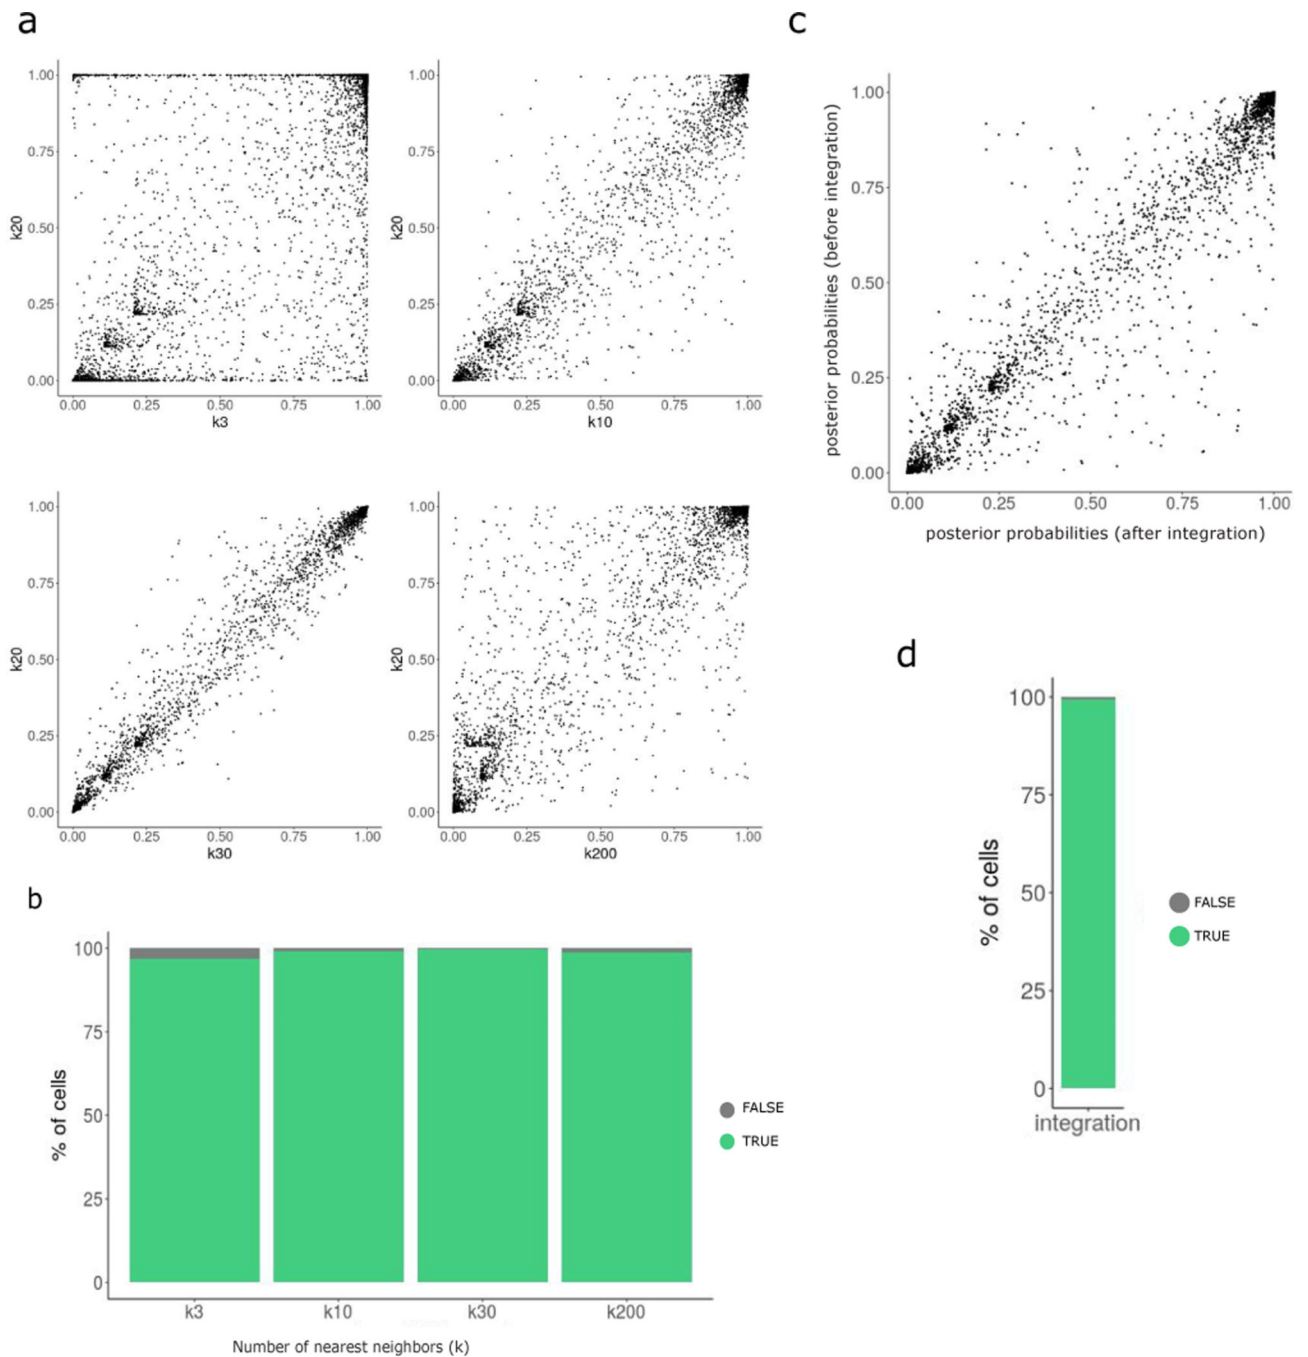 a
1.00
0.75
0.50
0.25
0.00
k20
0.00 0.25 0.50 0.75 1.00
k3
1.00
0.75
0.50
0.25
0.00
k20
0.00 0.25 0.50 0.75 1.00
k10
1.00
0.75
0.50
0.25
0.00
k20
0.00 0.25 0.50 0.75 1.00
k30
1.00
0.75
0.50
0.25
0.00
k20
0.00 0.25 0.50 0.75 1.00
k200
b
100
75
50
25
0
% of cells
k3 k10 k30 k200
Number of nearest neighbors (k)
FALSE
TRUE
c
1.00
0.75
0.50
0.25
0.00
posterior probabilities (before integration)
0.00 0.25 0.50 0.75 1.00
posterior probabilities (after integration)
d
100
75
50
25
0
% of cells
integration
FALSE
TRUE